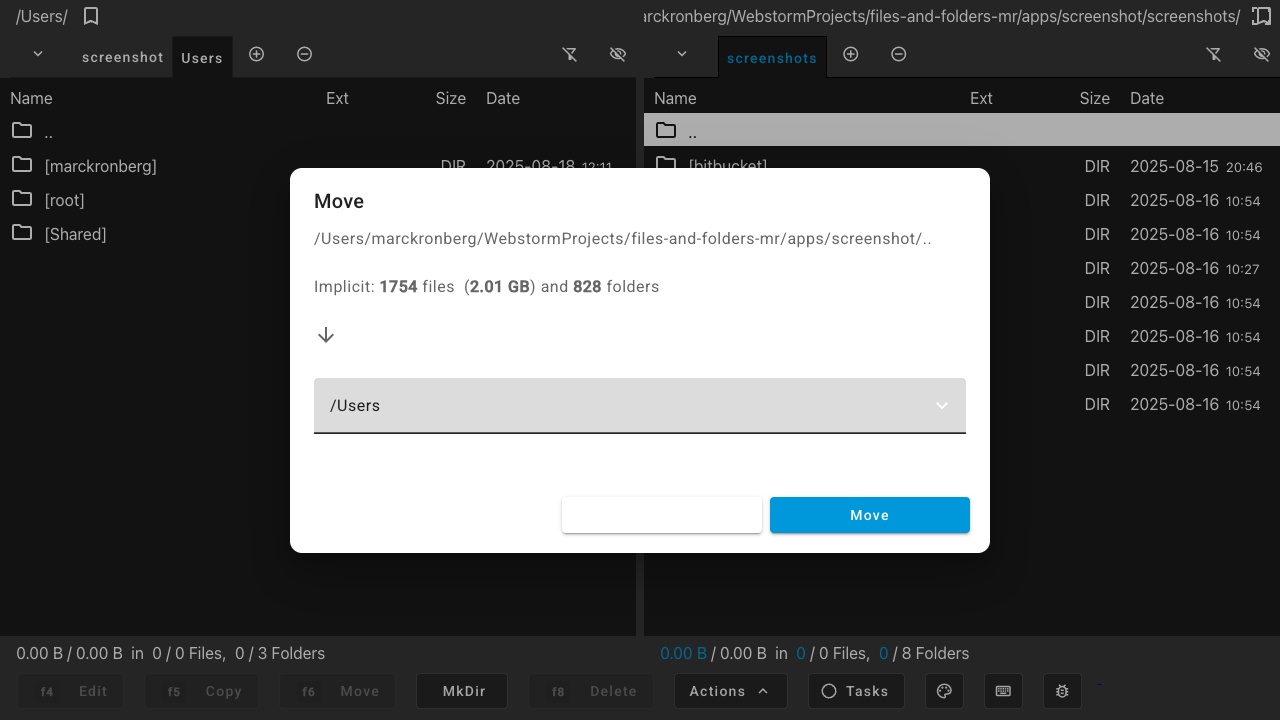 /Users/
arckronberg/WebstormProjects/files-and-folders-mr/apps/screenshot/screenshots/
screenshot Users
screenshots
Name Ext Size Date
Name Ext Size Date
..
..
[marckronberg] DIR 2025-08-18 12:11
[bitbucket] DIR 2025-08-15 20:46
[root]
DIR 2025-08-16 10:54
[Shared]
DIR 2025-08-16 10:54
DIR 2025-08-16 10:27
DIR 2025-08-16 10:54
DIR 2025-08-16 10:54
DIR 2025-08-16 10:54
DIR 2025-08-16 10:54
Move
/Users/marckronberg/WebstormProjects/files-and-folders-mr/apps/screenshot/..
Implicit: 1754 files (2.01 GB) and 828 folders
/Users
Move
0.00 B / 0.00 B in 0 / 0 Files, 0 / 3 Folders
0.00 B / 0.00 B in 0 / 0 Files, 0 / 8 Folders
f4 Edit f5 Copy f6 Move MkDir f8 Delete Actions Tasks